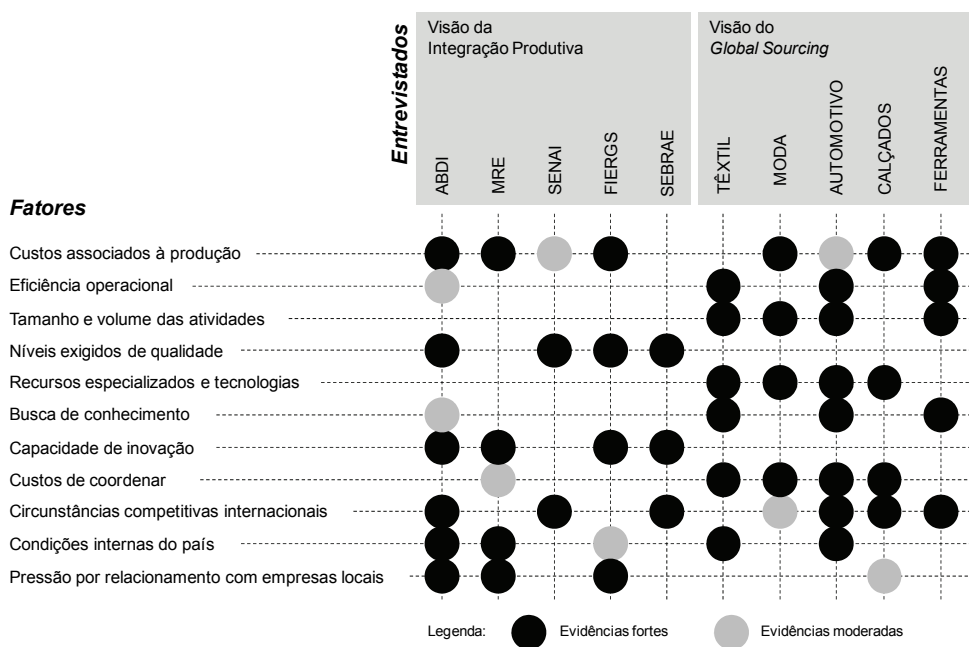 Entrevistados
Visão da
Integração Produtiva
Visão do
Global Sourcing
ABDI
MRE
SENAI
FIERGS
SEBRAE
TÊXTIL
MODA
AUTOMOTIVO
CALÇADOS
FERRAMENTAS
Fatores
Custos associados à produção
Eficiência operacional
Tamanho e volume das atividades
Níveis exigidos de qualidade
Recursos especializados e tecnologias
Busca de conhecimento
Capacidade de inovação
Custos de coordenar
Circunstâncias competitivas internacionais
Condições internas do país
Pressão por relacionamento com empresas locais
Legenda: Evidências fortes Evidências moderadas